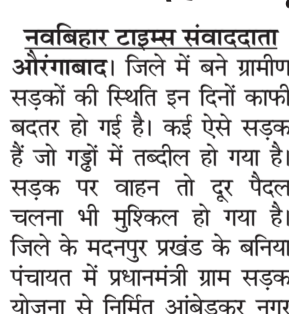 नवबिहार टाइम्स संवाददाता
औरंगाबाद। जिले में बने ग्रामीण
सड़कों की स्थिति इन दिनों काफी
बदतर हो गई है। कई ऐसे सड़क
हैं जो गड्ढों में तब्दील हो गया है।
सड़क पर वाहन तो दूर पैदल
चलना भी मुश्किल हो गया है।
जिले के मदनपुर प्रखंड के बनिया
पंचायत में प्रधानमंत्री ग्राम सड़क
योजना से निर्मित आंबेडकर नगर